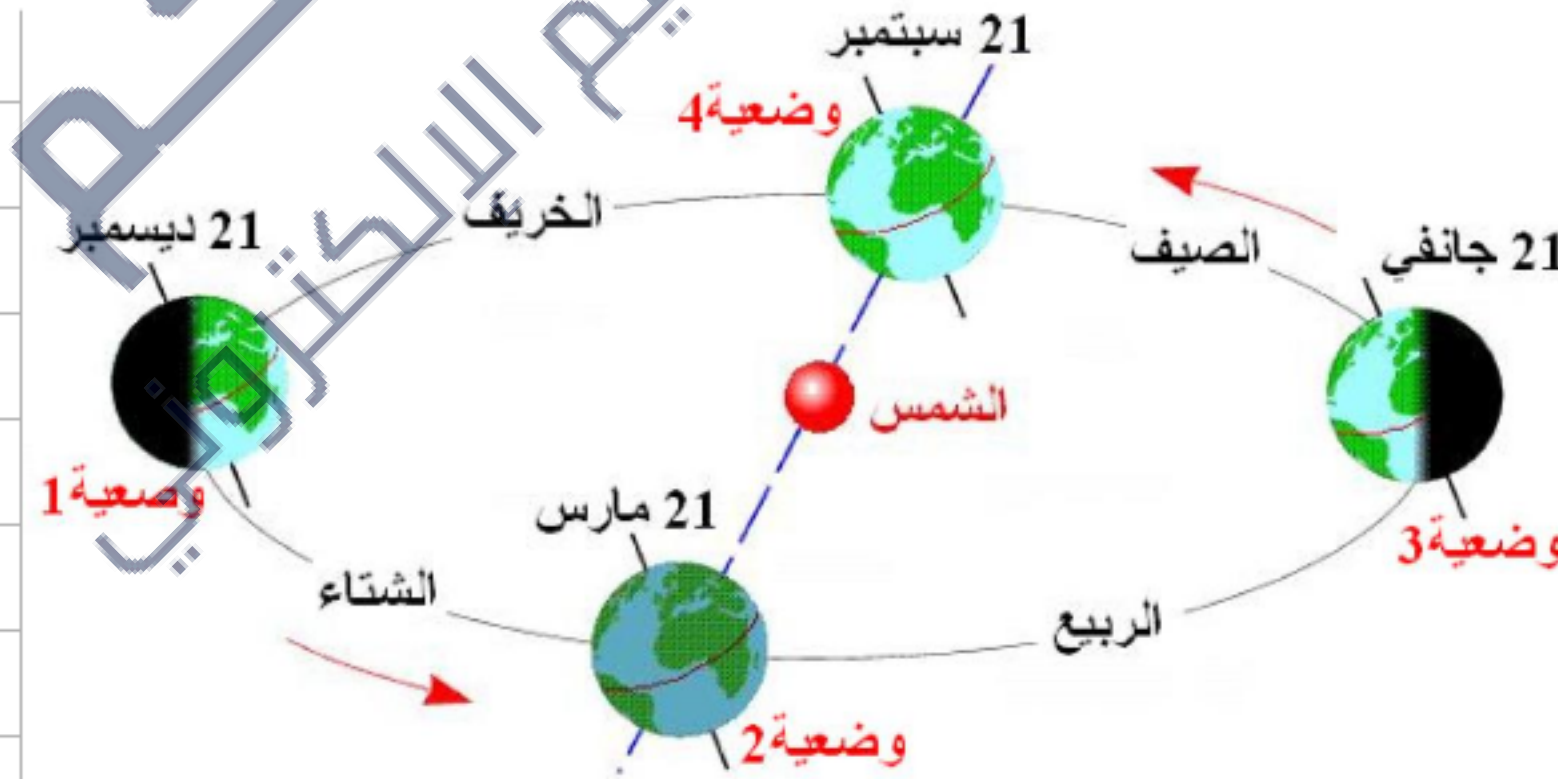 21 سبتمبر
وضعية4
الخريف
21 ديسمبر
الصيف
21 جانفي
الشمس
وضعية1
21 مارس
وضعية3
الشتاء
الربيع
وضعية2